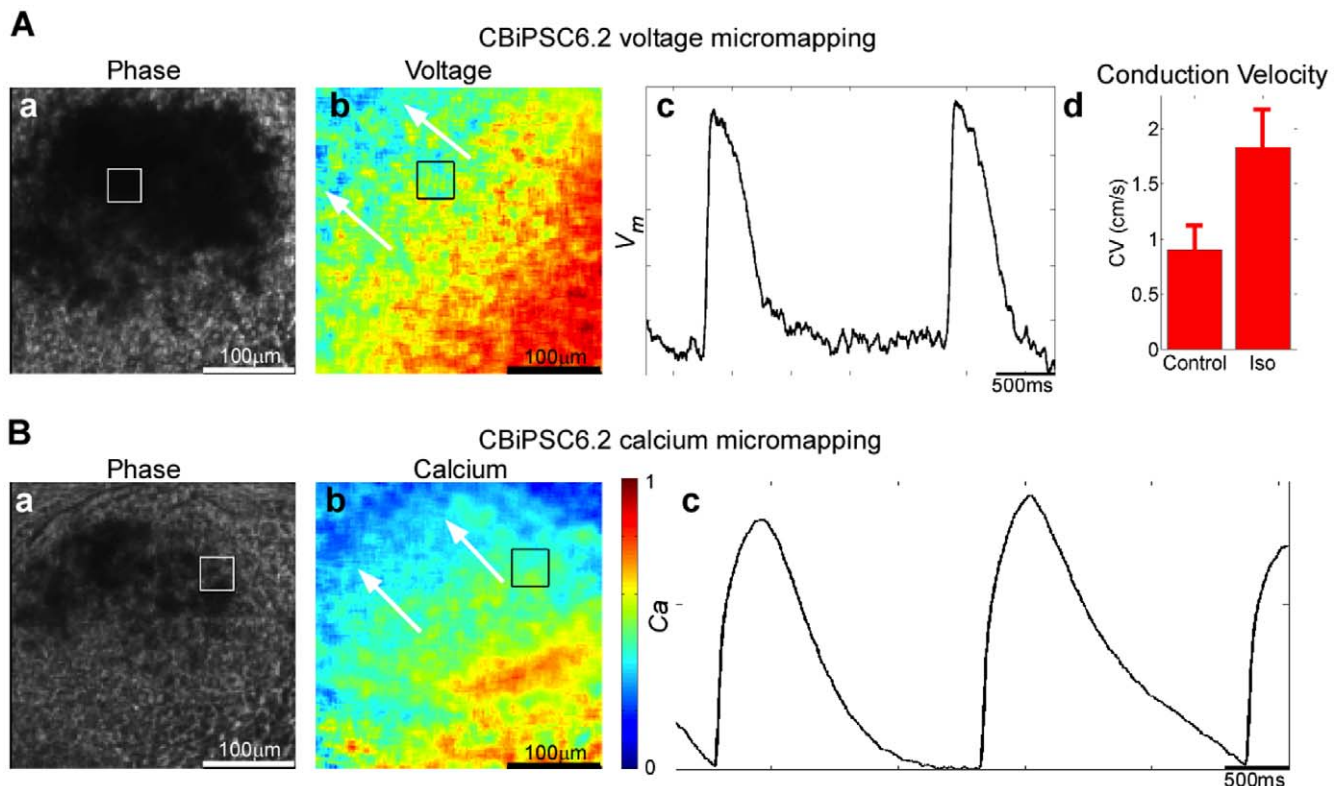 A
CBiPSC6.2 voltage micromapping
Phase
Voltage
Conduction Velocity
a
b
c
d
100μm
100μm
Vm
500ms
CV (cm/s)
2
1.5
1
0.5
0
Control
Iso
B
CBiPSC6.2 calcium micromapping
Phase
Calcium
a
b
c
100μm
100μm
1
0
Ca
500ms